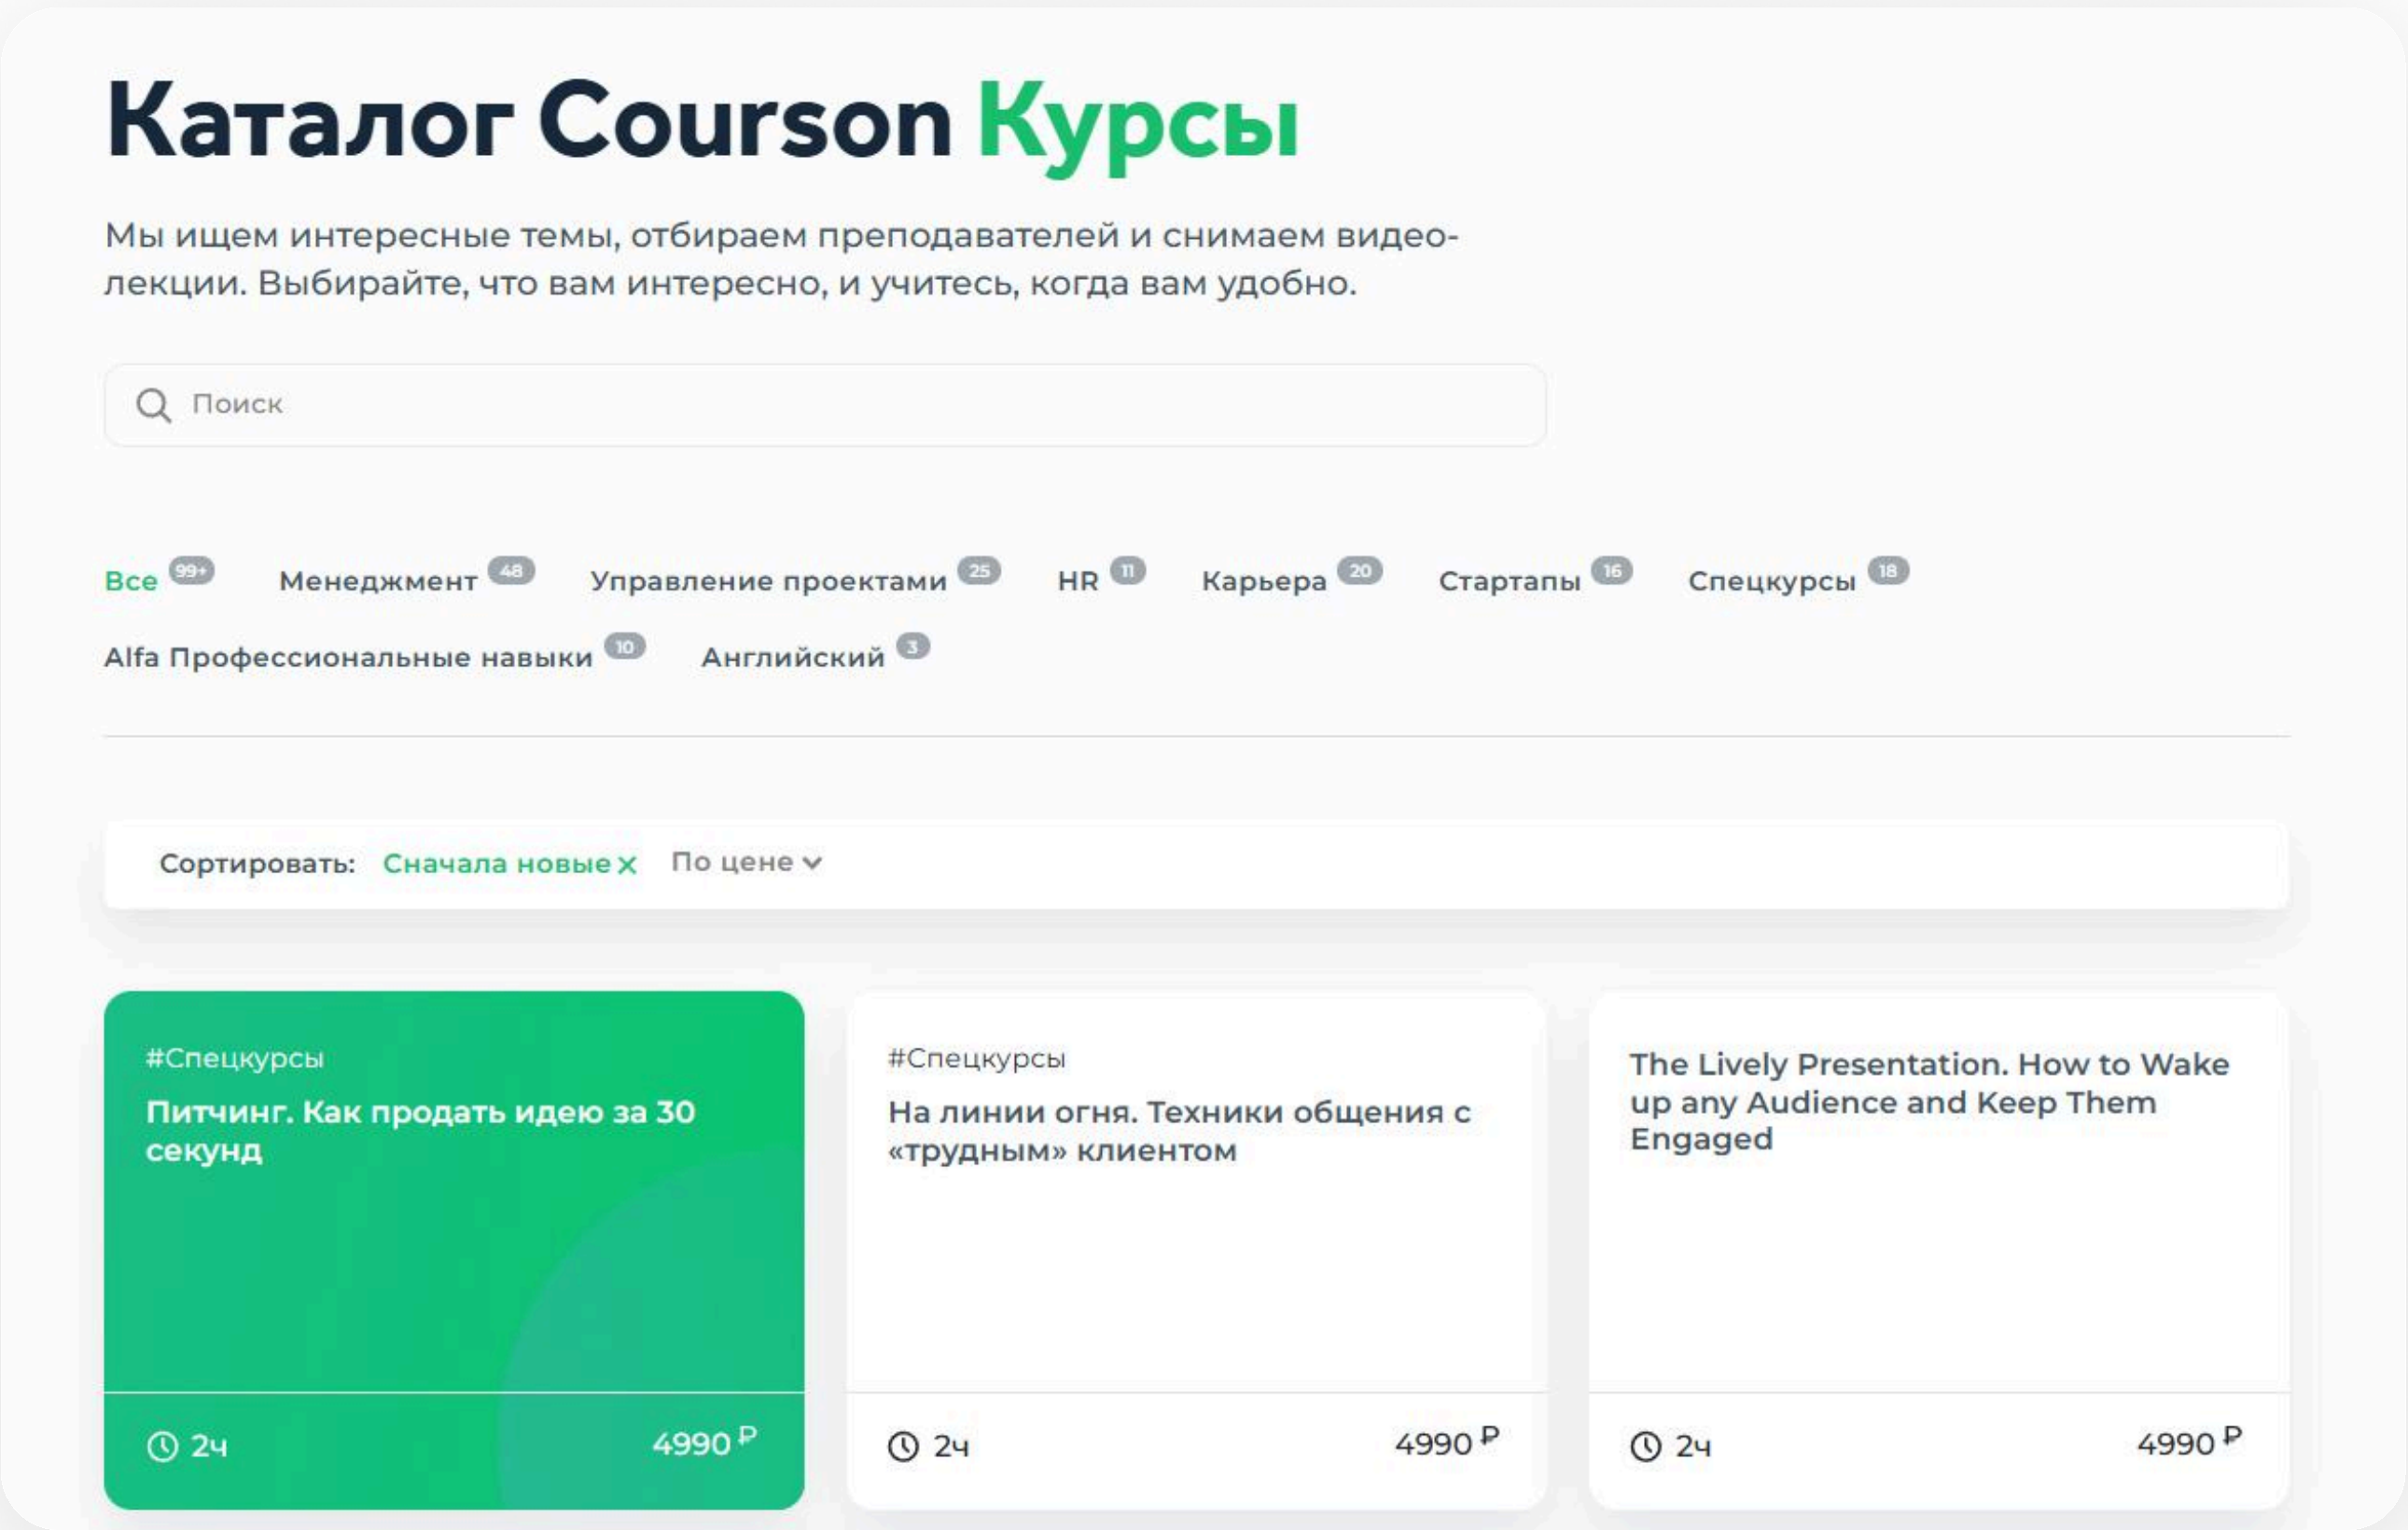 Каталог Courson Курсы
Мы ищем интересные темы, отбираем преподавателей и снимаем видео-
лекции. Выбирайте, что вам интересно, и учитесь, когда вам удобно.
Поиск
Все 99+ Менеджмент 48 Управление проектами 25 HR 11 Карьера 20 Стартапы 16 Спецкурсы 18
Alfa Профессиональные навыки 10 Английский 3
Сортировать: Сначала новые По цене
#Спецкурсы
Питчинг. Как продать идею за 30
секунд
2ч 4990 ₽
#Спецкурсы
На линии огня. Техники общения с
«трудным» клиентом
2ч 4990 ₽
The Lively Presentation. How to Wake
up any Audience and Keep Them
Engaged
2ч 4990 ₽